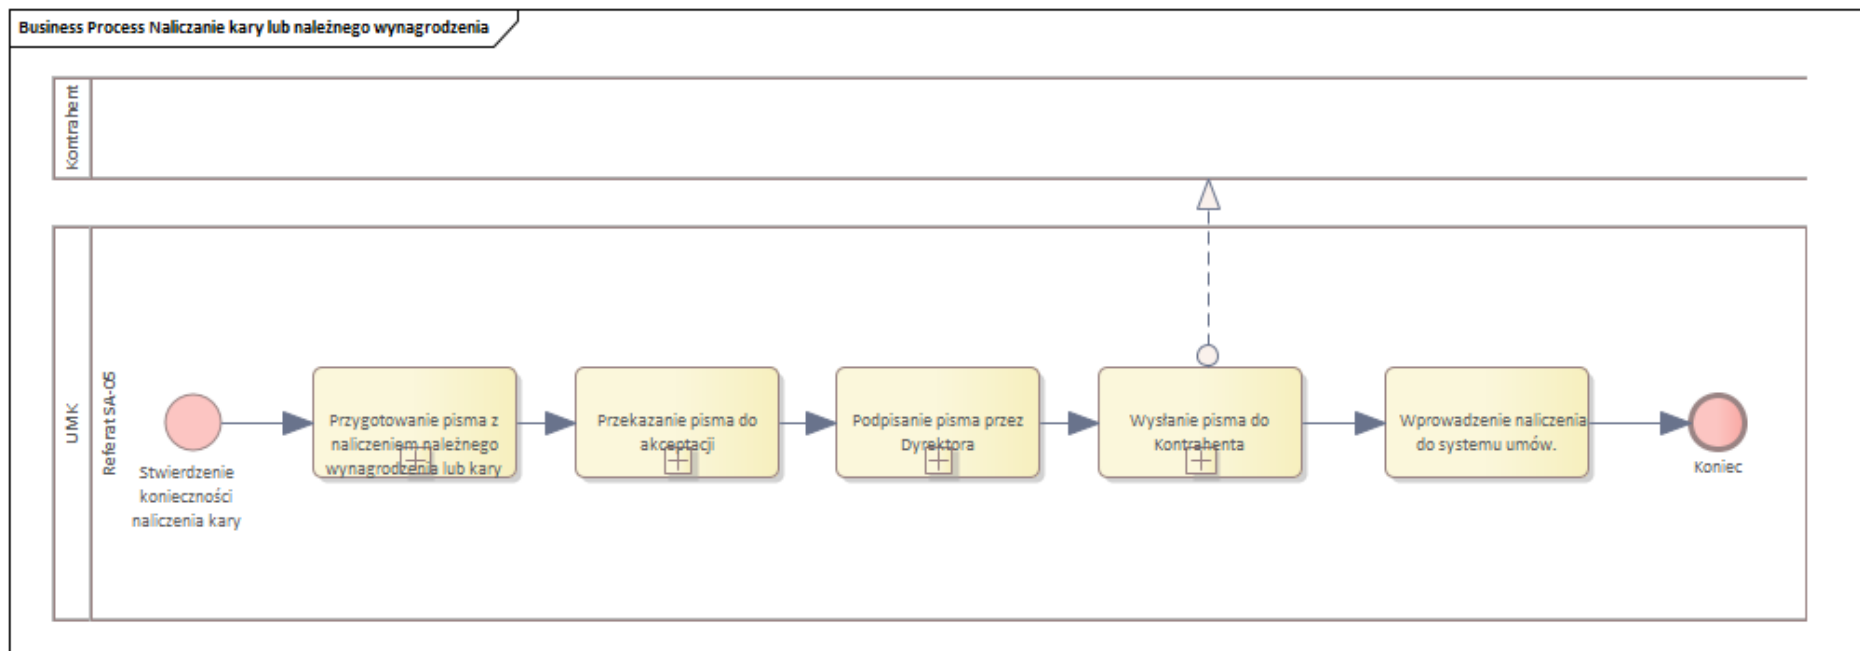 Business Process Naliczanie kary lub należnego wynagrodzenia
Kontrahent
UMK
Referat SA-05
Stwierdzenie
konieczności
naliczenia kary
Przygotowanie pisma z
naliczeniem należnego
wynagrodzenia lub kary
Przekazanie pisma do
akceptacji
Podpisanie pisma przez
Dyrektora
Wysłanie pisma do
Kontrahenta
Wprowadzenie naliczenia
do systemu umów.
Koniec